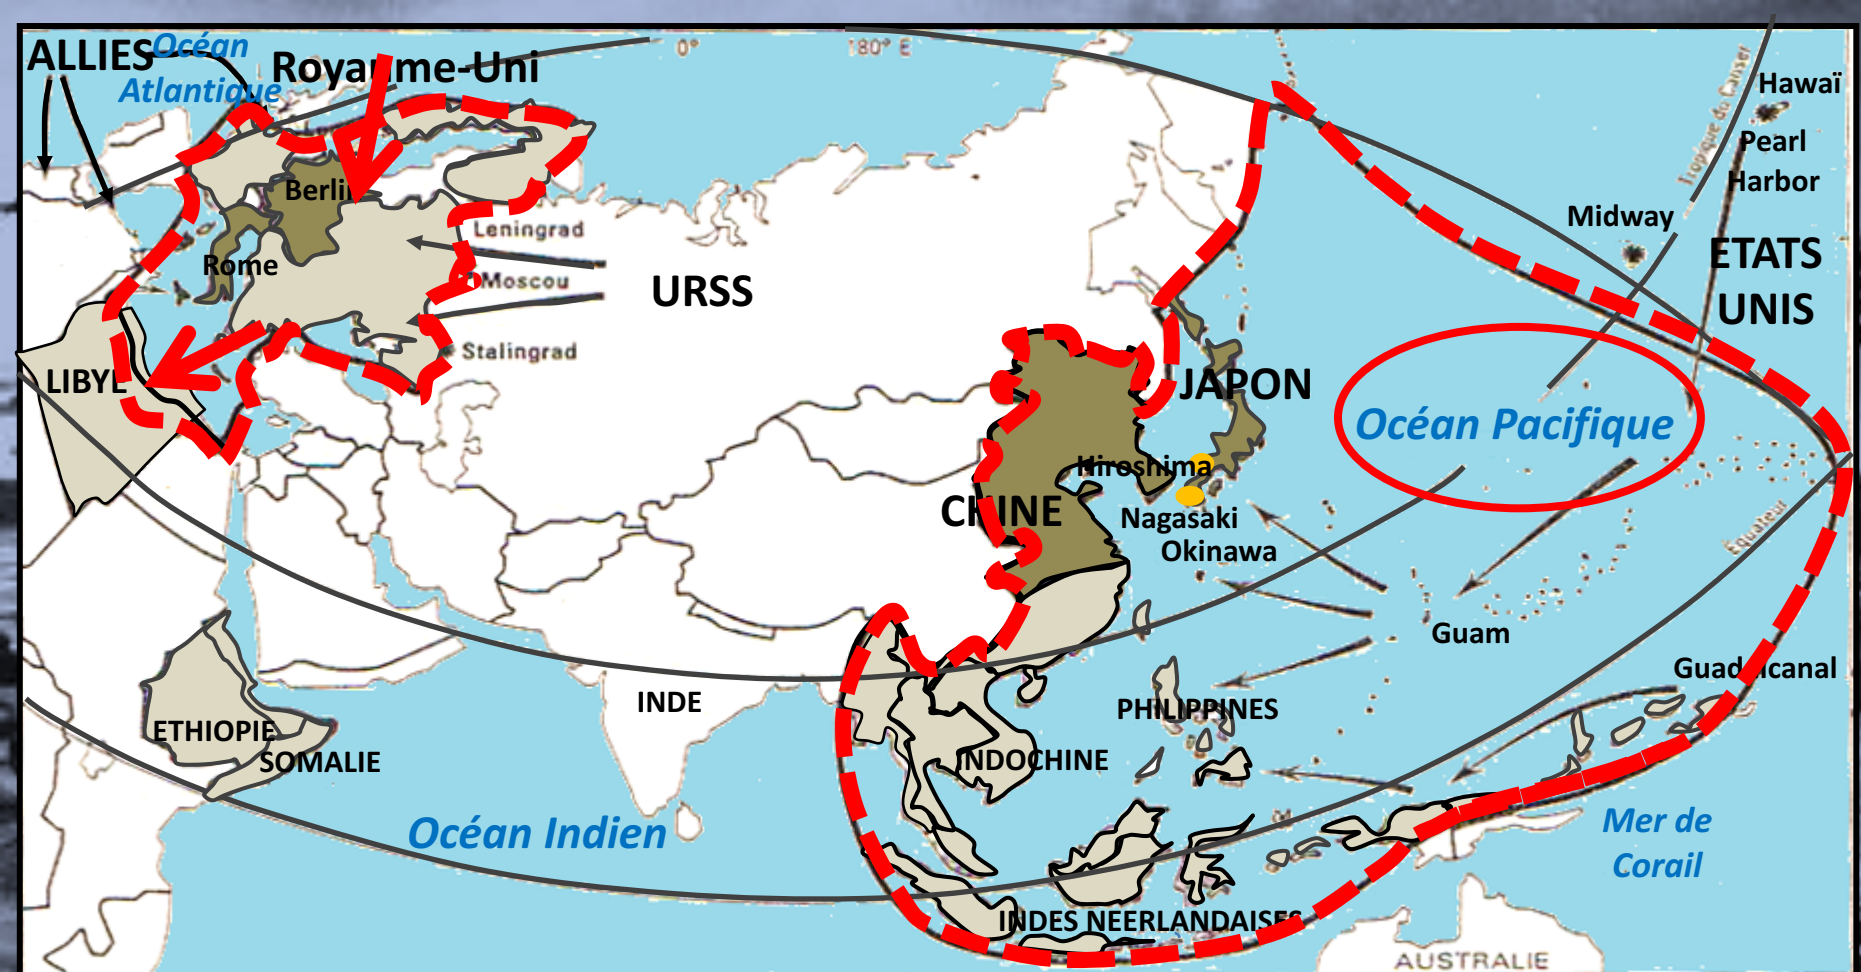 ALLIES
Océan
Atlantique
Royaume-Uni
0°
180° E
Tropique du Cancer
Hawaï
Pearl
Harbor
Midway
ETATS
UNIS
Berlin
Leningrad
Rome
Moscou
URSS
Stalingrad
LIBYE
JAPON
Océan Pacifique
Hiroshima
CHINE
Nagasaki
Okinawa
Équateur
Guam
Guadalcanal
INDE
PHILIPPINES
ETHIOPIE
SOMALIE
INDOCHINE
Océan Indien
Mer de
Corail
INDES NEERLANDAISES
AUSTRALIE